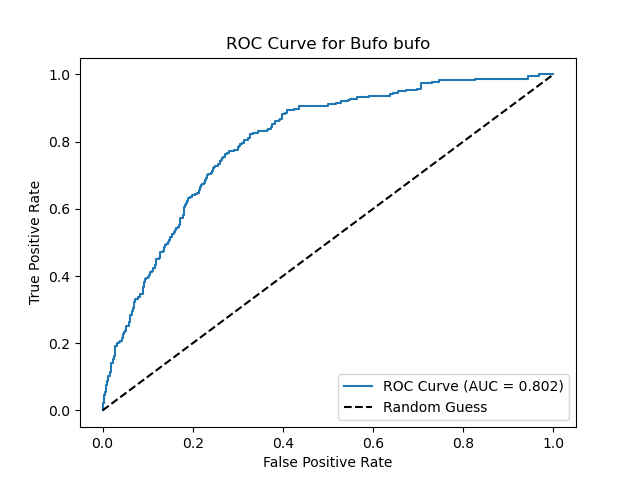 ROC Curve for Bufo bufo
True Positive Rate
1.0
0.8
0.6
0.4
0.2
0.0
ROC Curve (AUC = 0.802)
Random Guess
0.0 0.2 0.4 0.6 0.8 1.0
False Positive Rate